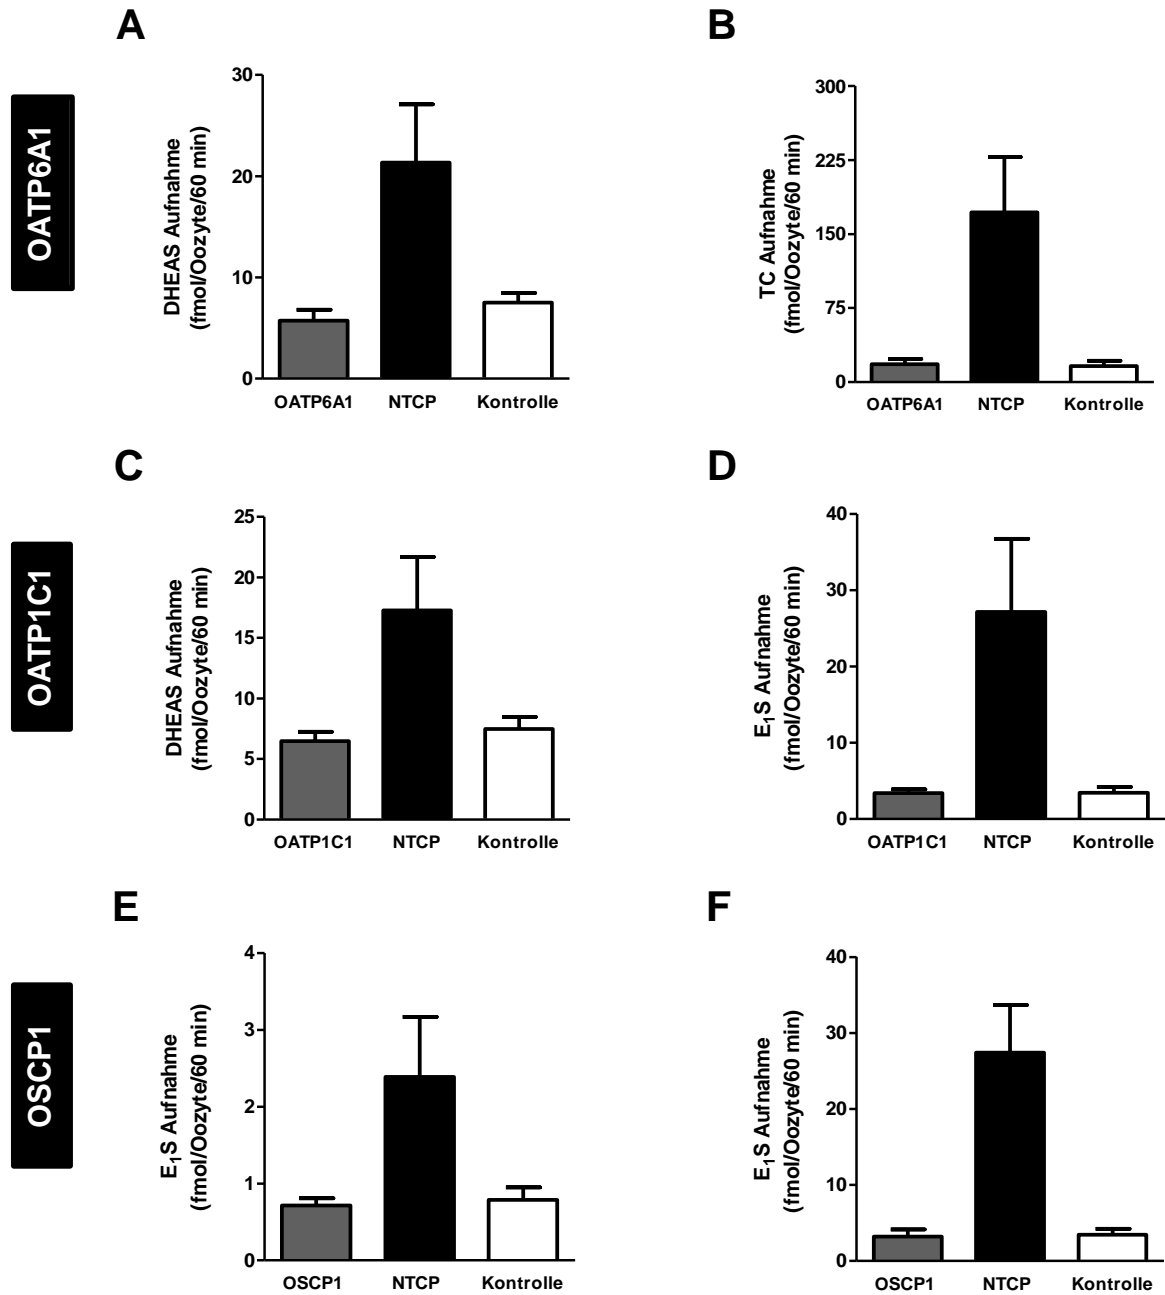 A
OATP6A1
DHEAS Aufnahme
(fmol/Oozyte/60 min)
30
20
10
0
OATP6A1 NTCP Kontrolle
B
TC Aufnahme
(fmol/Oozyte/60 min)
300
225
150
75
0
OATP6A1 NTCP Kontrolle
C
OATP1C1
DHEAS Aufnahme
(fmol/Oozyte/60 min)
25
20
15
10
5
0
OATP1C1 NTCP Kontrolle
D
E₁S Aufnahme
(fmol/Oozyte/60 min)
40
30
20
10
0
OATP1C1 NTCP Kontrolle
E
OSCP1
E₁S Aufnahme
(fmol/Oozyte/60 min)
4
3
2
1
0
OSCP1 NTCP Kontrolle
F
E₁S Aufnahme
(fmol/Oozyte/60 min)
40
30
20
10
0
OSCP1 NTCP Kontrolle